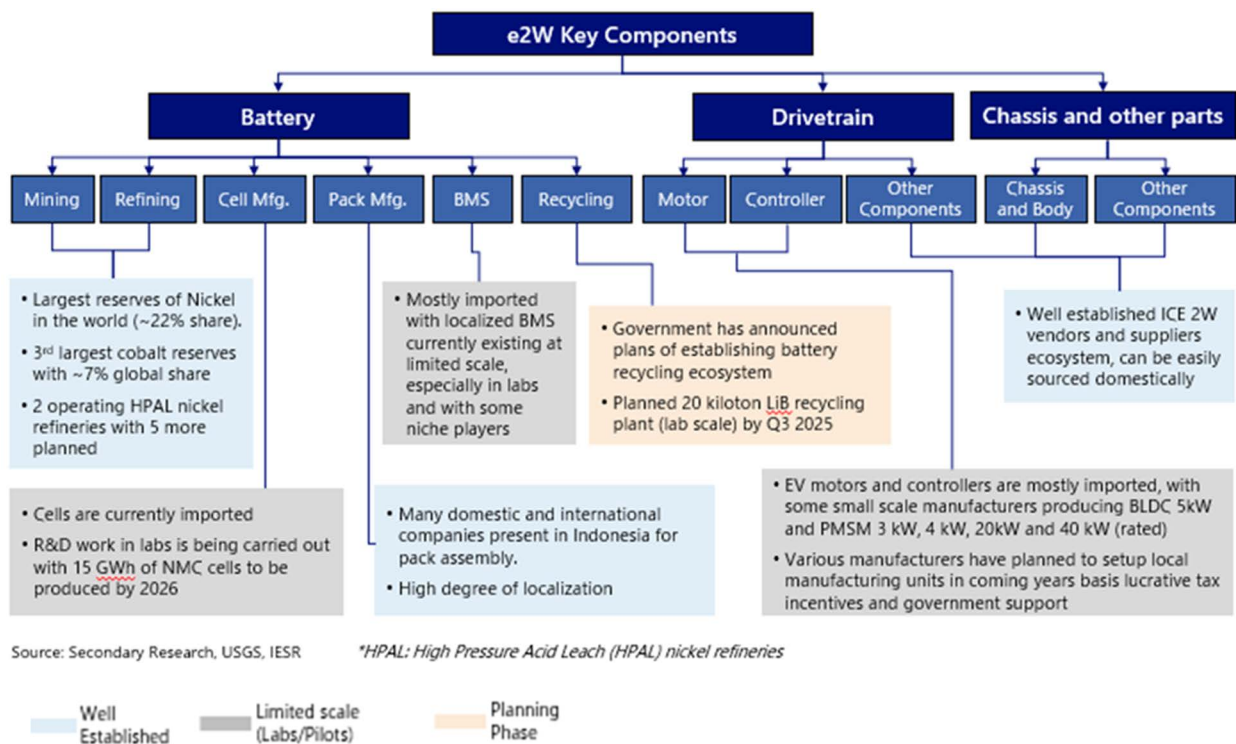 e2W Key Components
Battery
Drivetrain
Chassis and other parts
Mining
Refining
Cell Mfg.
Pack Mfg.
BMS
Recycling
Motor
Controller
Other
Components
Chassis
and Body
Other
Components
• Largest reserves of Nickel
in the world (~22% share).
• 3rd largest cobalt reserves
with ~7% global share
• 2 operating HPAL nickel
refineries with 5 more
planned
• Mostly imported
with localized BMS
currently existing at
limited scale,
especially in labs
and with some
niche players
• Government has announced
plans of establishing battery
recycling ecosystem
• Planned 20 kiloton LiB recycling
plant (lab scale) by Q3 2025
• Well established ICE 2W
vendors and suppliers
ecosystem, can be easily
sourced domestically
• Cells are currently imported
• R&D work in labs is being carried out
with 15 GWh of NMC cells to be
produced by 2026
• Many domestic and international
companies present in Indonesia for
pack assembly.
• High degree of localization
• EV motors and controllers are mostly imported, with
some small scale manufacturers producing BLDC 5kW
and PMSM 3 kW, 4 kW, 20kW and 40 kW (rated)
• Various manufacturers have planned to setup local
manufacturing units in coming years basis lucrative tax
incentives and government support
Source: Secondary Research, USGS, IESR
*HPAL: High Pressure Acid Leach (HPAL) nickel refineries
Well
Established
Limited scale
(Labs/Pilots)
Planning
Phase